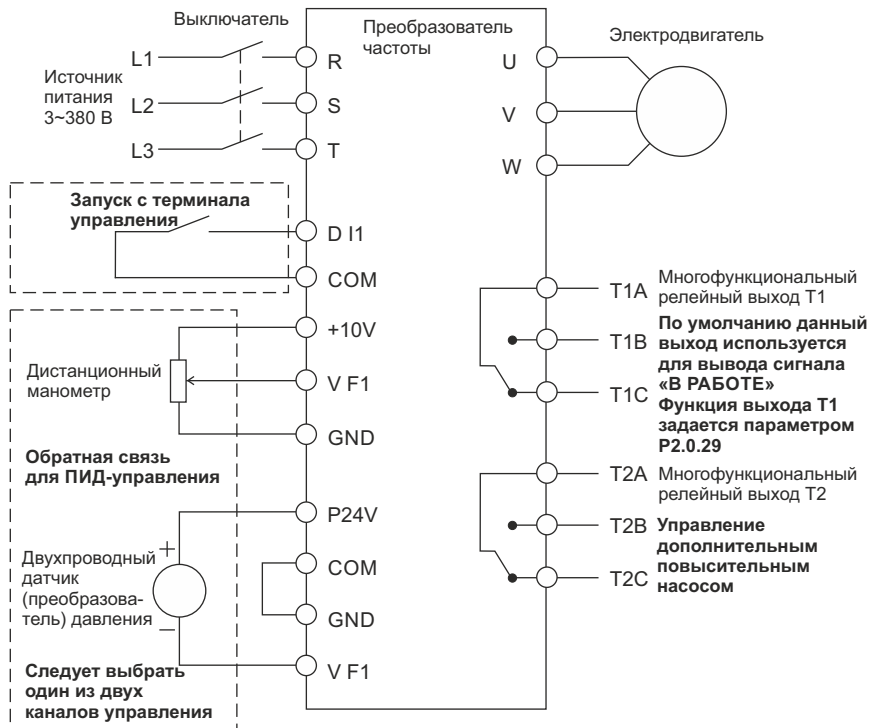 Выключатель
Преобразователь
частоты
Электродвигатель
L1
R
U
Источник
питания
3~380 В
L2
S
V
L3
T
W
Запуск с терминала
управления
D I1
COM
T1A
Многофункциональный
релейный выход T1
+10V
T1B
По умолчанию данный
выход используется
для вывода сигнала
«В РАБОТЕ»
Функция выхода T1
задается параметром
P2.0.29
T1C
Дистанционный
манометр
V F1
GND
Обратная связь
для ПИД-управления
T2A
Многофункциональный
релейный выход T2
P24V
T2B
Управление
дополнительным
повысительным
насосом
T2C
+
Двухпроводный
датчик
(преобразова-
тель) давления
–
COM
GND
V F1
Следует выбрать
один из двух
каналов управления